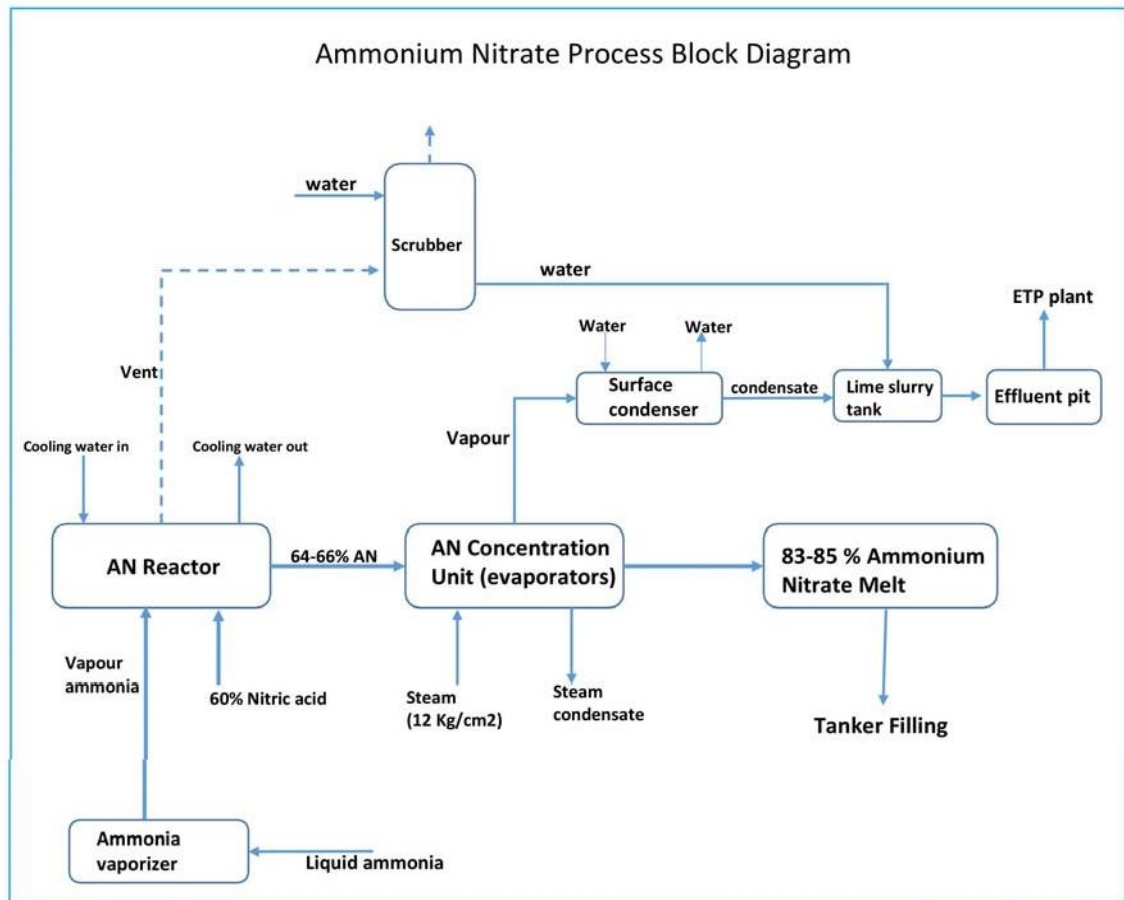 Ammonium Nitrate Process Block Diagram
water
Scrubber
water
ETP plant
Water
Water
Vent
Surface
condenser
condensate
Lime slurry
tank
Effluent pit
Vapour
Cooling water in
Cooling water out
AN Reactor
64-66% AN
AN Concentration
Unit (evaporators)
83-85 % Ammonium
Nitrate Melt
Vapour
ammonia
60% Nitric acid
Steam
(12 Kg/cm2)
Steam
condensate
Tanker Filling
Ammonia
vaporizer
Liquid ammonia